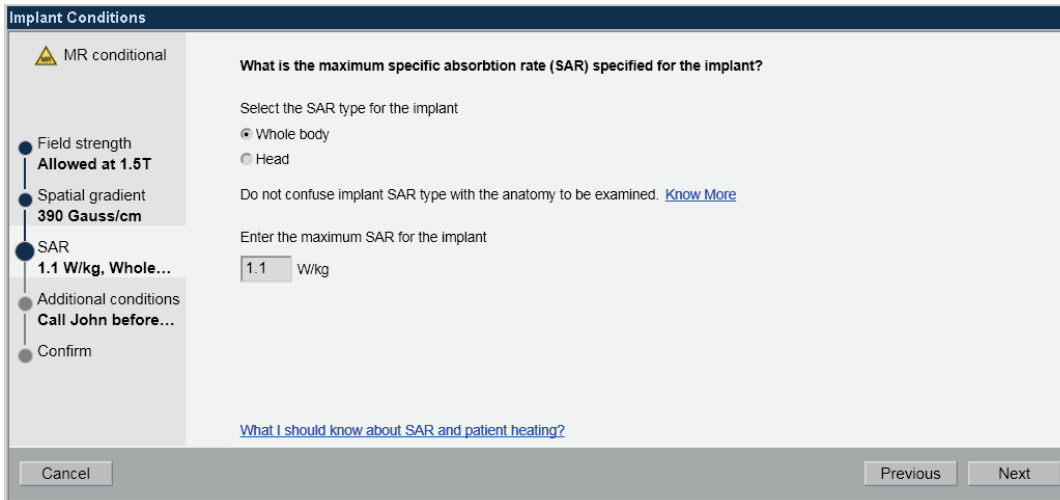 Implant Conditions
MR
MR conditional
Field strength
Allowed at 1.5T
Spatial gradient
390 Gauss/cm
SAR
1.1 W/kg, Whole...
Additional conditions
Call John before...
Confirm
What is the maximum specific absorbtion rate (SAR) specified for the implant?
Select the SAR type for the implant
Whole body
Head
Do not confuse implant SAR type with the anatomy to be examined. Know More
Enter the maximum SAR for the implant
1.1 W/kg
What I should know about SAR and patient heating?
Cancel
Previous
Next